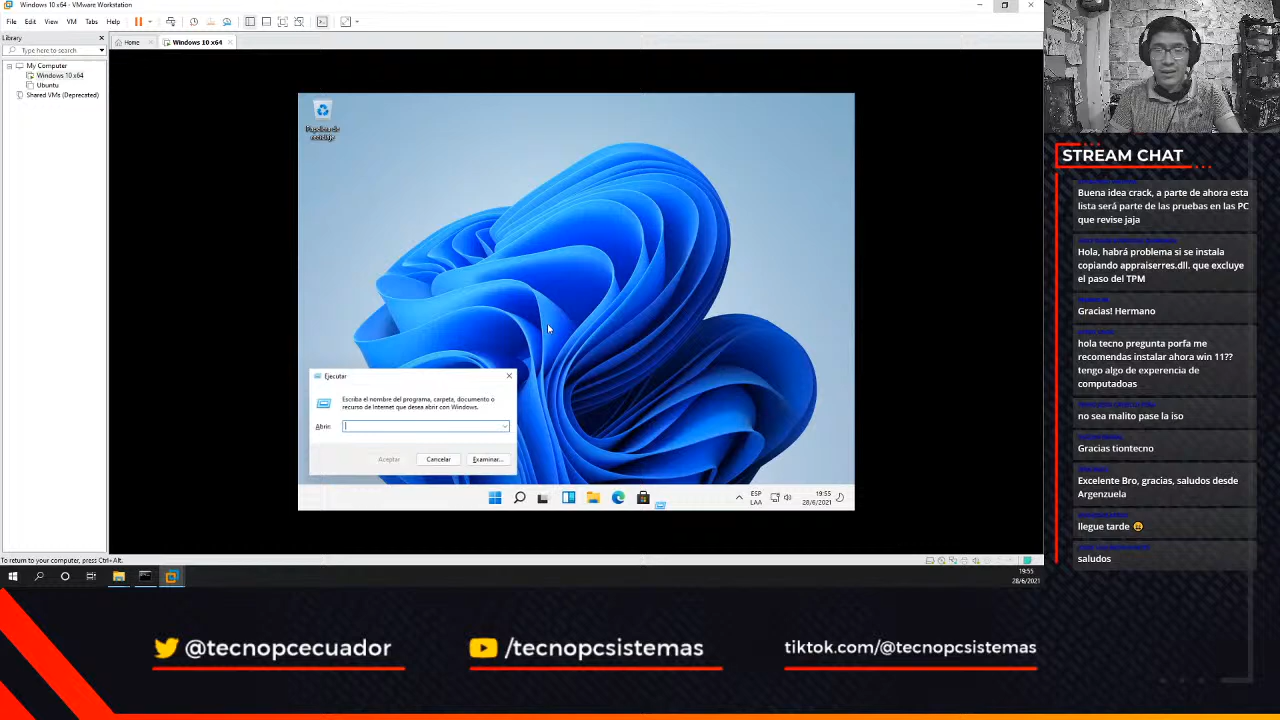 Windows 10 x64 - VMware Workstation
File Edit View VM Tabs Help
Library
Type here to search
My Computer
Windows 10 x64
Ubuntu
Shared VMs (Deprecated)
Home
Windows 10 x64
Papelera de
reciclaje
Ejecutar
Escriba el nombre del programa, carpeta, documento o
recurso de Internet que desea abrir con Windows.
Abrir:
Aceptar
Cancelar
Examinar...
ESP
LAA
19:55
28/6/2021
To return to your computer, press Ctrl+Alt.
19:55
28/6/2021
STREAM CHAT
Buena idea crack, a parte de ahora esta
lista será parte de las pruebas en las PC
que revise jaja
Hola, habrá problema si se instala
copiando appraiserres.dll. que excluye
el paso del TPM
Gracias! Hermano
hola tecno pregunta porfa me
recomendas instalar ahora win 11??
tengo algo de experencia de
computadoas
no sea malito pase la iso
Gracias tiontecno
Excelente Bro, gracias, saludos desde
Argenzuela
llegue tarde
saludos
@tecnopcecuador
/tecnopcsistemas
tiktok.com/@tecnopcsistemas